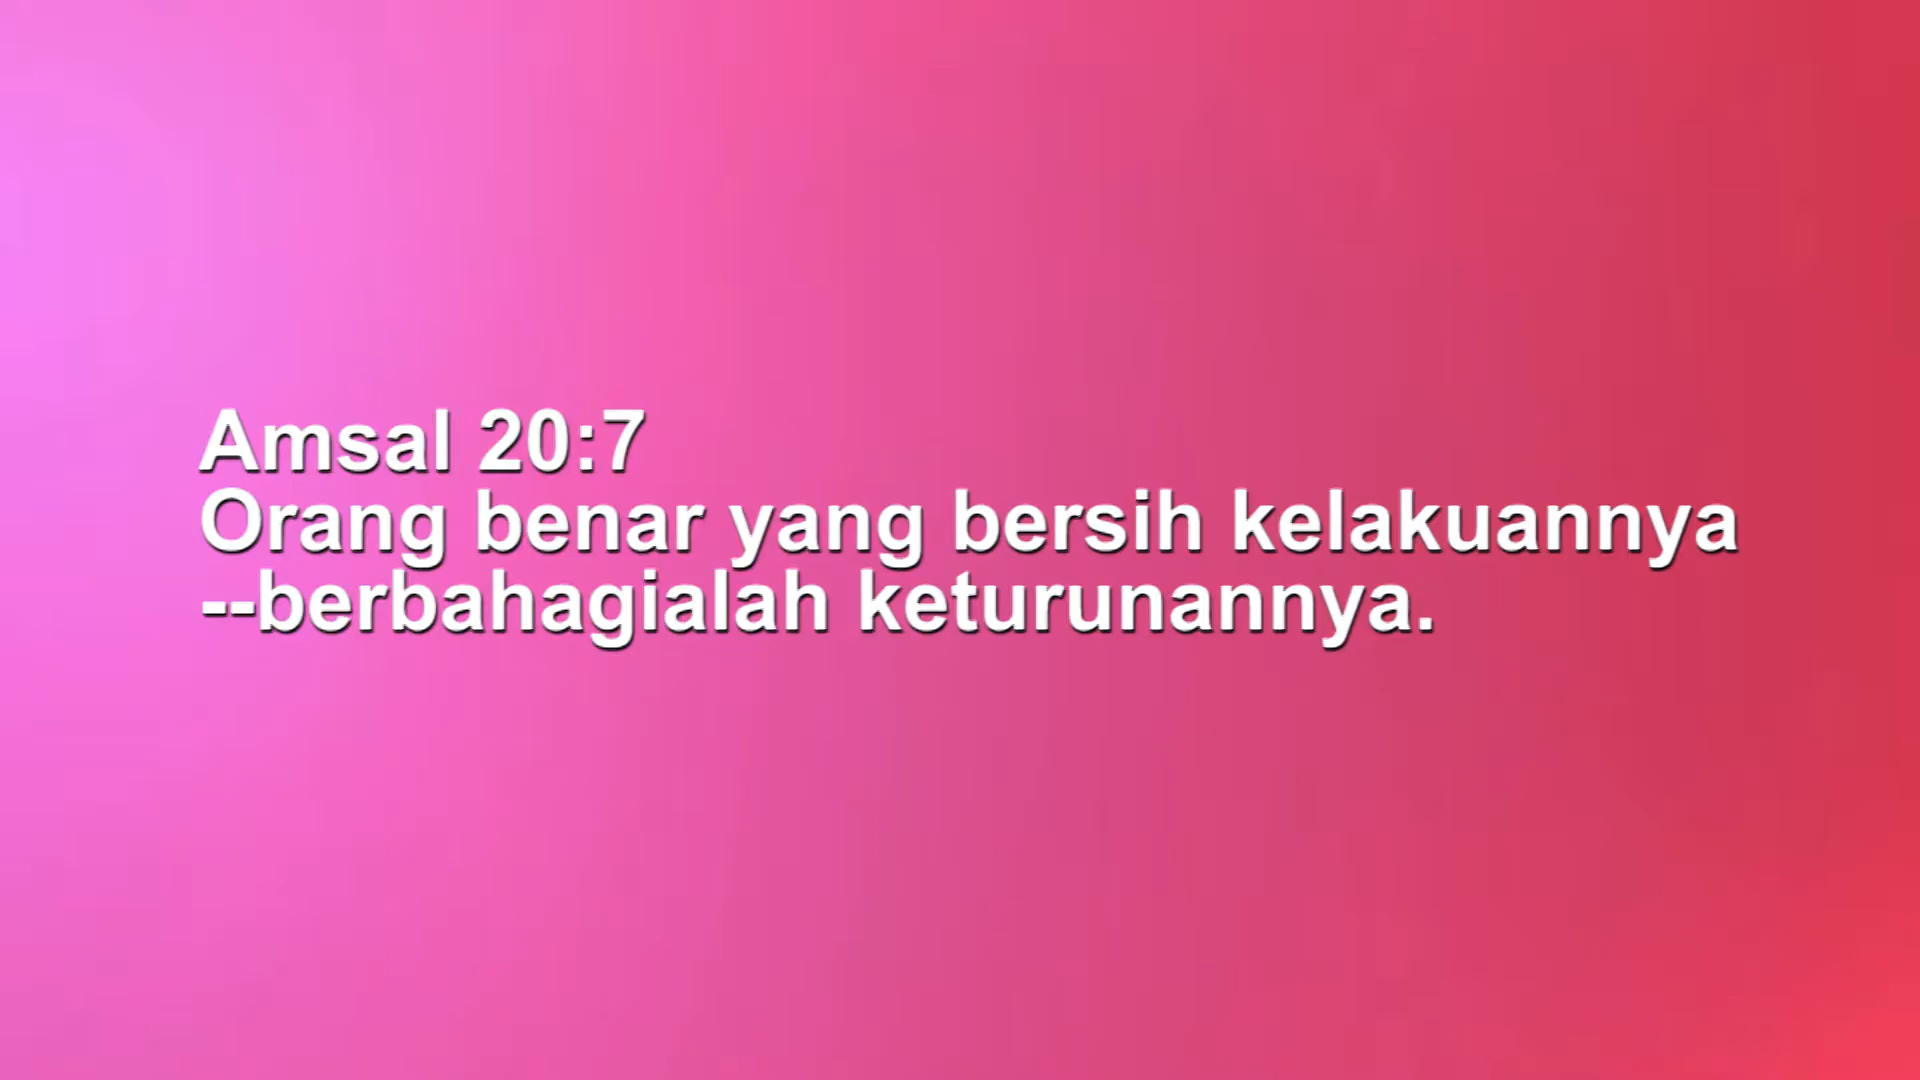 Amsal 20:7
Orang benar yang bersih kelakuannya
--berbahagialah keturunannya.